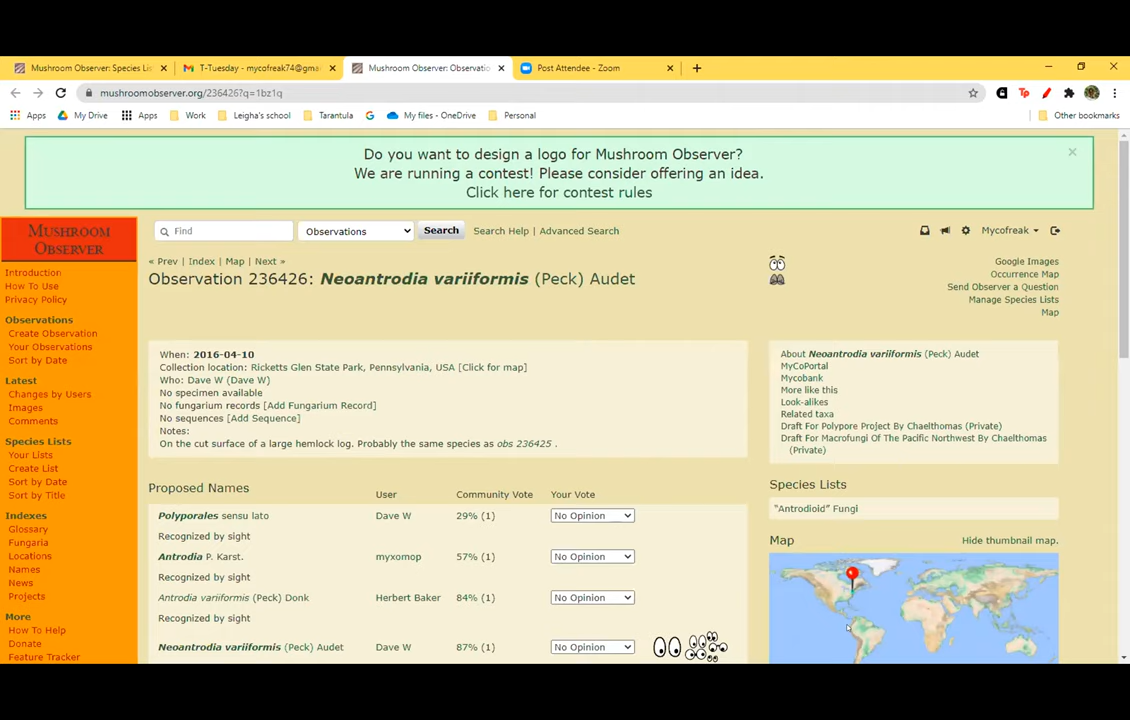 Mushroom Observer: Species Lis
T-Tuesday - mycofreak74@gma
Mushroom Observer: Observatio
Post Attendee - Zoom
mushroomobserver.org/236426?q=1bz1q
Apps
My Drive
Apps
Work
Leigha's school
Tarantula
My files - OneDrive
Personal
Other bookmarks
Do you want to design a logo for Mushroom Observer?
We are running a contest! Please consider offering an idea.
Click here for contest rules
MUSHROOM
OBSERVER
Find
Observations
Search
Search Help | Advanced Search
Mycofreak
Introduction
How To Use
Privacy Policy
Observations
Create Observation
Your Observations
Sort by Date
Latest
Changes by Users
Images
Comments
Species Lists
Your Lists
Create List
Sort by Date
Sort by Title
Indexes
Glossary
Fungaria
Locations
Names
News
Projects
More
How To Help
Donate
Feature Tracker
« Prev | Index | Map | Next »
Observation 236426: Neoantrodia variiformis (Peck) Audet
Google Images
Occurrence Map
Send Observer a Question
Manage Species Lists
Map
When: 2016-04-10
Collection location: Ricketts Glen State Park, Pennsylvania, USA [Click for map]
Who: Dave W (Dave W)
No specimen available
No fungarium records [Add Fungarium Record]
No sequences [Add Sequence]
Notes:
On the cut surface of a large hemlock log. Probably the same species as obs 236425 .
About Neoantrodia variiformis (Peck) Audet
MyCoPortal
Mycobank
More like this
Look-alikes
Related taxa
Draft For Polypore Project By Chaelthomas (Private)
Draft For Macrofungi Of The Pacific Northwest By Chaelthomas
(Private)
Species Lists
"Antrodioid" Fungi
Map
Hide thumbnail map.
Proposed Names
User
Community Vote
Your Vote
Polyporales sensu lato
Dave W
29% (1)
No Opinion
Recognized by sight
Antrodia P. Karst.
myxomop
57% (1)
No Opinion
Recognized by sight
Antrodia variiformis (Peck) Donk
Herbert Baker
84% (1)
No Opinion
Recognized by sight
Neoantrodia variiformis (Peck) Audet
Dave W
87% (1)
No Opinion